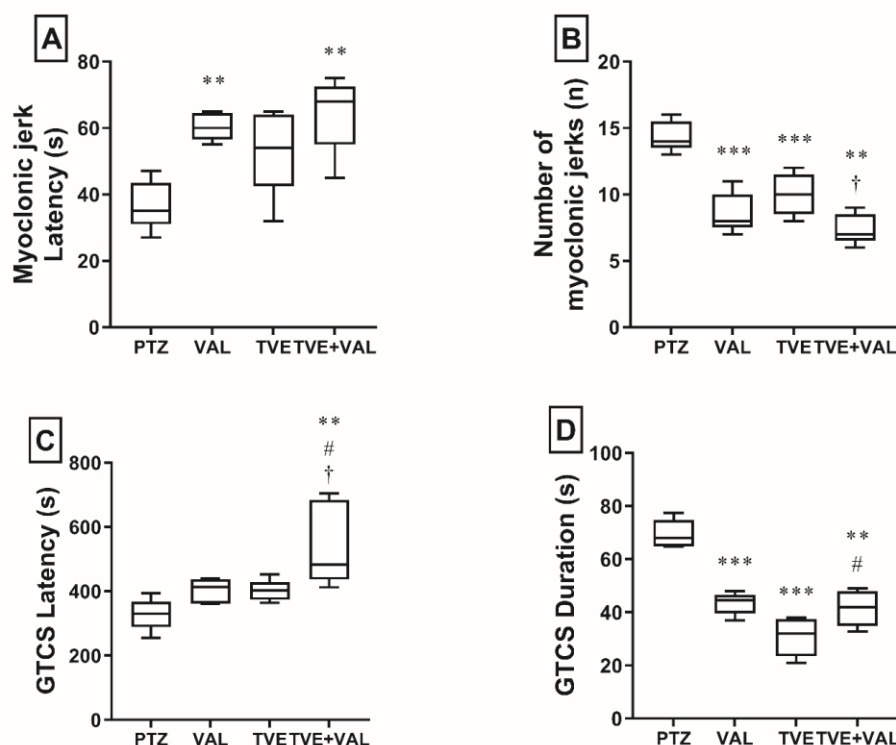 A
Myoclonic jerk
Latency (s)
80
60
40
20
0
**
**
PTZ VAL TVE TVE+VAL
B
Number of
myoclonic jerks (n)
20
15
10
5
0
***
***
**
†
PTZ VAL TVE TVE+VAL
C
GTCS Latency (s)
800
600
400
200
0
**
#
†
PTZ VAL TVE TVE+VAL
D
GTCS Duration (s)
100
80
60
40
20
0
***
***
**
#
PTZ VAL TVE TVE+VAL